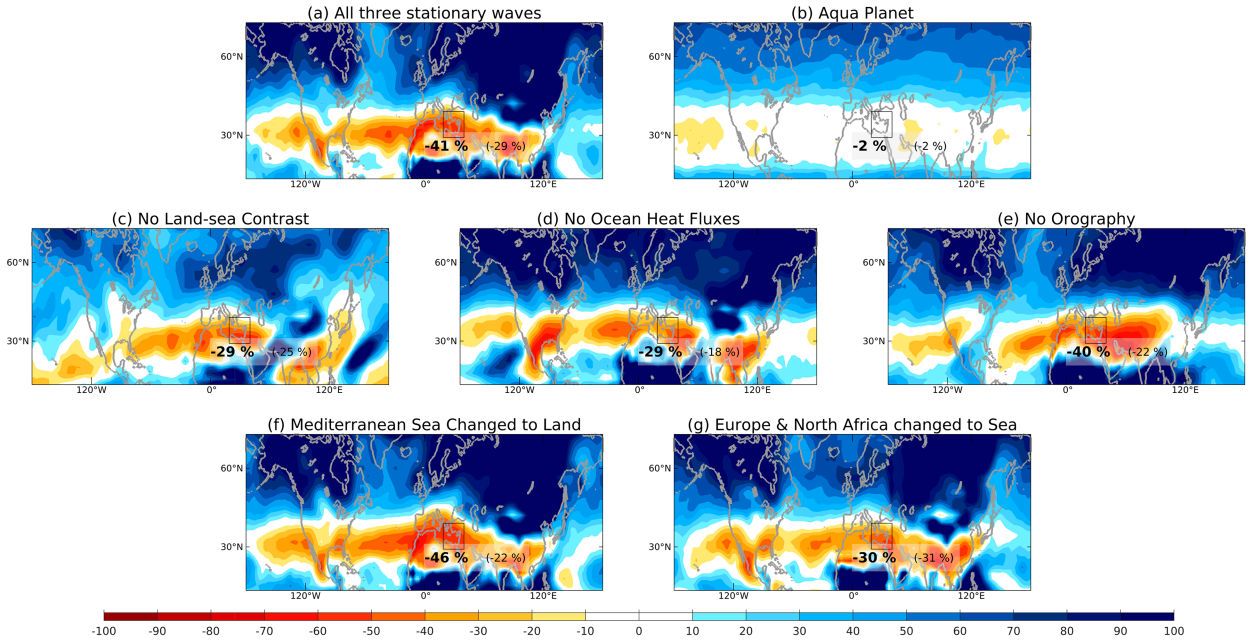 (a) All three stationary waves
(b) Aqua Planet
60°N
60°N
30°N
30°N
-41 % (-29 %)
-2 % (-2 %)
120°W 0° 120°E
120°W 0° 120°E
(c) No Land-sea Contrast
(d) No Ocean Heat Fluxes
(e) No Orography
60°N
60°N
60°N
30°N
30°N
30°N
-29 % (-25 %)
-29 % (-18 %)
-40 % (-22 %)
120°W 0° 120°E
120°W 0° 120°E
120°W 0° 120°E
(f) Mediterranean Sea Changed to Land
(g) Europe & North Africa changed to Sea
60°N
60°N
30°N
30°N
-46 % (-22 %)
-30 % (-31 %)
120°W 0° 120°E
120°W 0° 120°E
-100 -90 -80 -70 -60 -50 -40 -30 -20 -10 0 10 20 30 40 50 60 70 80 90 100